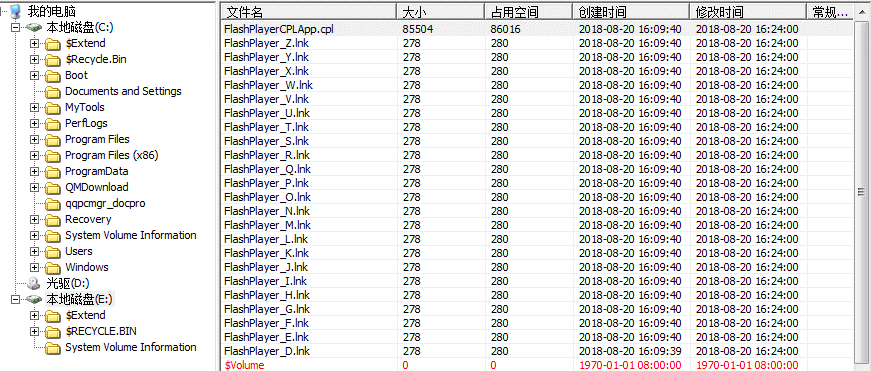 我的电脑
本地磁盘(C:)
$Extend
$Recycle.Bin
Boot
Documents and Settings
MyTools
PerfLogs
Program Files
Program Files (x86)
ProgramData
QMDownload
qqpcmgr_docpro
Recovery
System Volume Information
Users
Windows
光驱(D:)
本地磁盘(E:)
$Extend
$RECYCLE.BIN
System Volume Information
文件名 大小 占用空间 创建时间 修改时间 常规...
FlashPlayerCPLApp.cpl 85504 86016 2018-08-20 16:09:40 2018-08-20 16:24:00
FlashPlayer_Z.lnk 278 280 2018-08-20 16:09:40 2018-08-20 16:24:00
FlashPlayer_Y.lnk 278 280 2018-08-20 16:09:40 2018-08-20 16:24:00
FlashPlayer_X.lnk 278 280 2018-08-20 16:09:40 2018-08-20 16:24:00
FlashPlayer_W.lnk 278 280 2018-08-20 16:09:40 2018-08-20 16:24:00
FlashPlayer_V.lnk 278 280 2018-08-20 16:09:40 2018-08-20 16:24:00
FlashPlayer_U.lnk 278 280 2018-08-20 16:09:40 2018-08-20 16:24:00
FlashPlayer_T.lnk 278 280 2018-08-20 16:09:40 2018-08-20 16:24:00
FlashPlayer_S.lnk 278 280 2018-08-20 16:09:40 2018-08-20 16:24:00
FlashPlayer_R.lnk 278 280 2018-08-20 16:09:40 2018-08-20 16:24:00
FlashPlayer_Q.lnk 278 280 2018-08-20 16:09:40 2018-08-20 16:24:00
FlashPlayer_P.lnk 278 280 2018-08-20 16:09:40 2018-08-20 16:24:00
FlashPlayer_O.lnk 278 280 2018-08-20 16:09:40 2018-08-20 16:24:00
FlashPlayer_N.lnk 278 280 2018-08-20 16:09:40 2018-08-20 16:24:00
FlashPlayer_M.lnk 278 280 2018-08-20 16:09:40 2018-08-20 16:24:00
FlashPlayer_L.lnk 278 280 2018-08-20 16:09:40 2018-08-20 16:24:00
FlashPlayer_K.lnk 278 280 2018-08-20 16:09:40 2018-08-20 16:24:00
FlashPlayer_J.lnk 278 280 2018-08-20 16:09:40 2018-08-20 16:24:00
FlashPlayer_I.lnk 278 280 2018-08-20 16:09:40 2018-08-20 16:24:00
FlashPlayer_H.lnk 278 280 2018-08-20 16:09:40 2018-08-20 16:24:00
FlashPlayer_G.lnk 278 280 2018-08-20 16:09:40 2018-08-20 16:24:00
FlashPlayer_F.lnk 278 280 2018-08-20 16:09:40 2018-08-20 16:24:00
FlashPlayer_E.lnk 278 280 2018-08-20 16:09:40 2018-08-20 16:24:00
FlashPlayer_D.lnk 278 280 2018-08-20 16:09:39 2018-08-20 16:24:00
$Volume 0 0 1970-01-01 08:00:00 1970-01-01 08:00:00